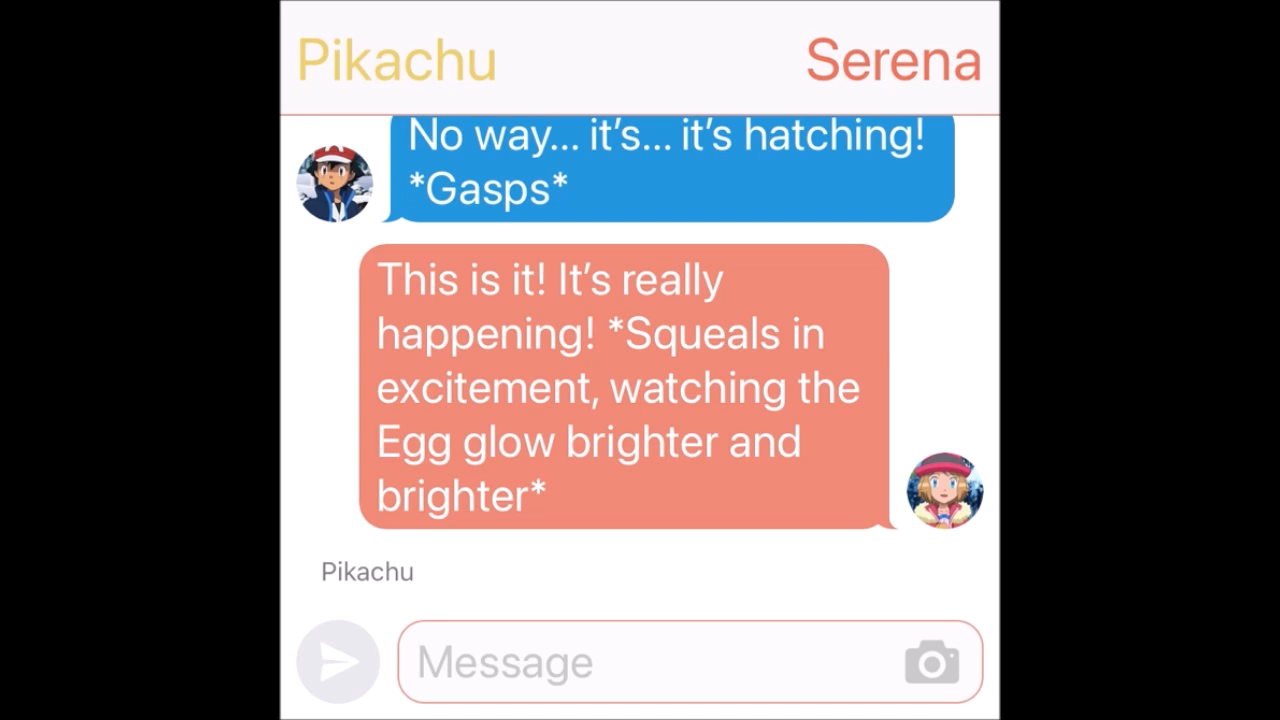 Pikachu Serena
No way... it’s... it’s hatching!
*Gasps*
This is it! It’s really
happening! *Squeals in
excitement, watching the
Egg glow brighter and
brighter*
Pikachu
Message